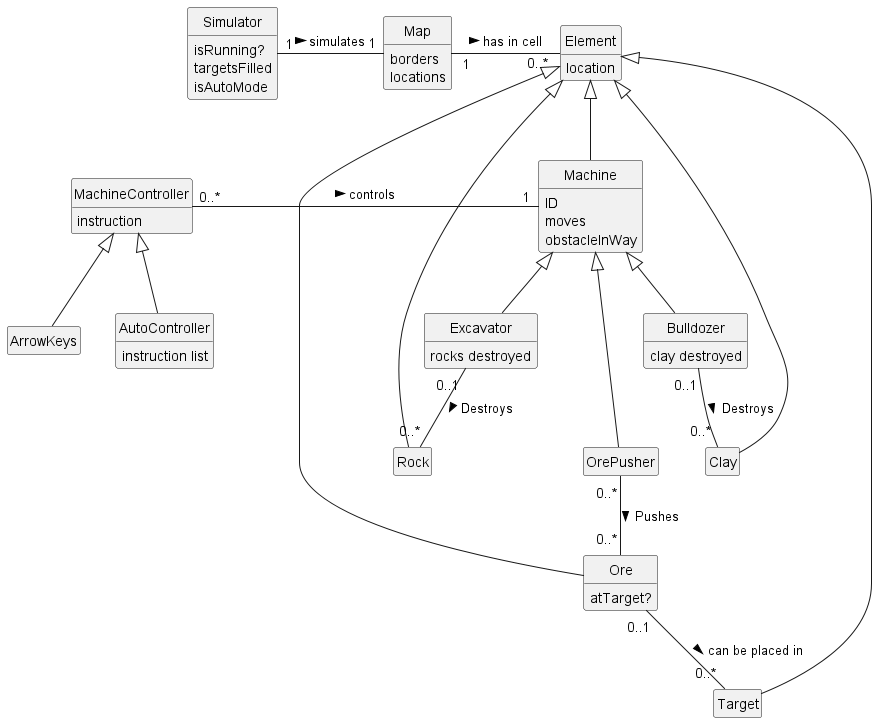 Simulator
isRunning?
targetsFilled
isAutoMode
1
simulates
1
Map
borders
locations
1
has in cell
0..*
Element
location
MachineController
instruction
0..*
controls
1
Machine
ID
moves
obstacleInWay
ArrowKeys
AutoController
instruction list
Excavator
rocks destroyed
Bulldozer
clay destroyed
0..1
Destroys
0..*
0..1
Destroys
0..*
Rock
OrePusher
Clay
0..*
Pushes
0..*
Ore
atTarget?
0..1
can be placed in
0..*
Target